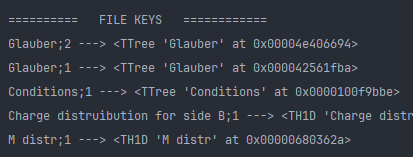 ==========   FILE KEYS   ============
Glauber;2 ---> <TTree 'Glauber' at 0x00004e406694>
Glauber;1 ---> <TTree 'Glauber' at 0x000042561fba>
Conditions;1 ---> <TTree 'Conditions' at 0x0000100f9bbe>
Charge distruibution for side B;1 ---> <TH1D 'Charge distr
M distr;1 ---> <TH1D 'M distr' at 0x00000680362a>